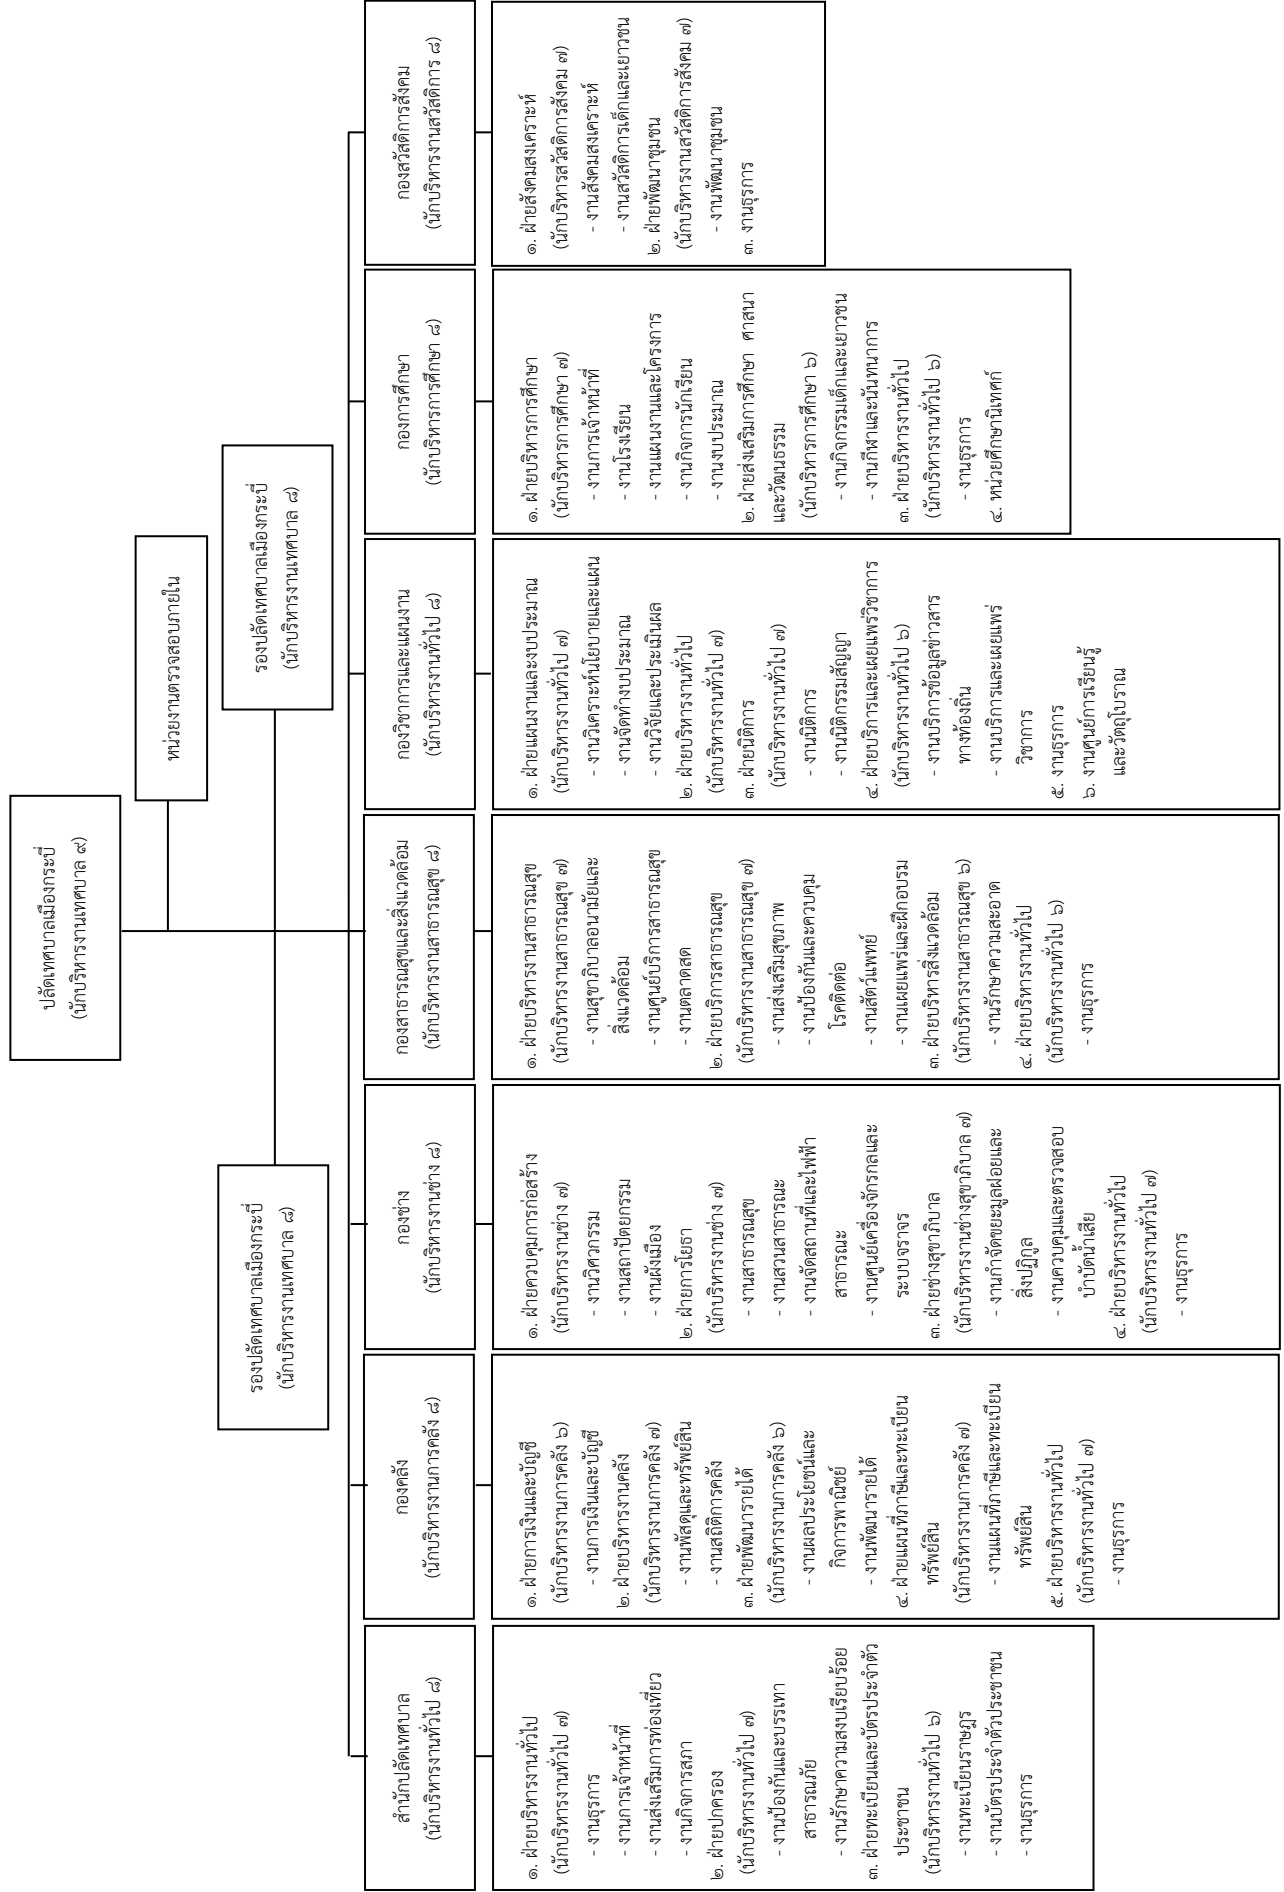 ปลัดเทศบาลเมืองกระบี่
(นักบริหารงานเทศบาล ๙)
หน่วยงานตรวจสอบภายใน
รองปลัดเทศบาลเมืองกระบี่
(นักบริหารงานเทศบาล ๘)
รองปลัดเทศบาลเมืองกระบี่
(นักบริหารงานเทศบาล ๘)
สำนักปลัดเทศบาล
(นักบริหารงานทั่วไป ๘)
๑. ฝ่ายบริหารงานทั่วไป
(นักบริหารงานทั่วไป ๗)
- งานธุรการ
- งานการเจ้าหน้าที่
- งานส่งเสริมการท่องเที่ยว
- งานกิจการสภา
๒. ฝ่ายปกครอง
(นักบริหารงานทั่วไป ๗)
- งานป้องกันและบรรเทา
สาธารณภัย
- งานรักษาความสงบเรียบร้อย
๓. ฝ่ายทะเบียนและบัตรประจำตัว
ประชาชน
(นักบริหารงานทั่วไป ๖)
- งานทะเบียนราษฎร
- งานบัตรประจำตัวประชาชน
- งานธุรการ
กองคลัง
(นักบริหารงานการคลัง ๘)
๑. ฝ่ายการเงินและบัญชี
(นักบริหารงานการคลัง ๖)
- งานการเงินและบัญชี
๒. ฝ่ายบริหารงานคลัง
(นักบริหารงานการคลัง ๗)
- งานพัสดุและทรัพย์สิน
- งานสถิติการคลัง
๓. ฝ่ายพัฒนารายได้
(นักบริหารงานการคลัง ๖)
- งานผลประโยชน์และ
กิจการพาณิชย์
- งานพัฒนารายได้
๔. ฝ่ายแผนที่ภาษีและทะเบียน
ทรัพย์สิน
(นักบริหารงานการคลัง ๗)
- งานแผนที่ภาษีและทะเบียน
ทรัพย์สิน
๕. ฝ่ายบริหารงานทั่วไป
(นักบริหารงานทั่วไป ๗)
- งานธุรการ
กองช่าง
(นักบริหารงานช่าง ๘)
๑. ฝ่ายควบคุมการก่อสร้าง
(นักบริหารงานช่าง ๗)
- งานวิศวกรรม
- งานสถาปัตยกรรม
- งานผังเมือง
๒. ฝ่ายการโยธา
(นักบริหารงานช่าง ๗)
- งานสาธารณสุข
- งานสวนสาธารณะ
- งานจัดสถานที่และไฟฟ้า
สาธารณะ
- งานศูนย์เครื่องจักรกลและ
ระบบจราจร
๓. ฝ่ายช่างสุขาภิบาล
(นักบริหารงานช่างสุขาภิบาล ๗)
- งานกำจัดขยะมูลฝอยและ
สิ่งปฏิกูล
- งานควบคุมและตรวจสอบ
บำบัดน้ำเสีย
๔. ฝ่ายบริหารงานทั่วไป
(นักบริหารงานทั่วไป ๗)
- งานธุรการ
กองสาธารณสุขและสิ่งแวดล้อม
(นักบริหารงานสาธารณสุข ๘)
๑. ฝ่ายบริหารงานสาธารณสุข
(นักบริหารงานสาธารณสุข ๗)
- งานสุขาภิบาลอนามัยและ
สิ่งแวดล้อม
- งานศูนย์บริการสาธารณสุข
- งานตลาดสด
๒. ฝ่ายบริการสาธารณสุข
(นักบริหารงานสาธารณสุข ๗)
- งานส่งเสริมสุขภาพ
- งานป้องกันและควบคุม
โรคติดต่อ
- งานสัตว์แพทย์
- งานเผยแพร่และฝึกอบรม
๓. ฝ่ายบริหารสิ่งแวดล้อม
(นักบริหารงานสาธารณสุข ๖)
- งานรักษาความสะอาด
๔. ฝ่ายบริหารงานทั่วไป
(นักบริหารงานทั่วไป ๖)
- งานธุรการ
กองวิชาการและแผนงาน
(นักบริหารงานทั่วไป ๘)
๑. ฝ่ายแผนงานและงบประมาณ
(นักบริหารงานทั่วไป ๗)
- งานวิเคราะห์นโยบายและแผน
- งานจัดทำงบประมาณ
- งานวิจัยและประเมินผล
๒. ฝ่ายบริหารงานทั่วไป
(นักบริหารงานทั่วไป ๗)
๓. ฝ่ายนิติการ
(นักบริหารงานทั่วไป ๗)
- งานนิติการ
- งานนิติกรรมสัญญา
๔. ฝ่ายบริการและเผยแพร่วิชาการ
(นักบริหารงานทั่วไป ๖)
- งานบริการข้อมูลข่าวสาร
ทางท้องถิ่น
- งานบริการและเผยแพร่
วิชาการ
๕. งานธุรการ
๖. งานศูนย์การเรียนรู้
และวัตถุโบราณ
กองการศึกษา
(นักบริหารการศึกษา ๘)
๑. ฝ่ายบริหารการศึกษา
(นักบริหารการศึกษา ๗)
- งานการเจ้าหน้าที่
- งานโรงเรียน
- งานแผนงานและโครงการ
- งานกิจการนักเรียน
- งานงบประมาณ
๒. ฝ่ายส่งเสริมการศึกษา ศาสนา
และวัฒนธรรม
(นักบริหารการศึกษา ๖)
- งานกิจกรรมเด็กและเยาวชน
- งานกีฬาและนันทนาการ
๓. ฝ่ายบริหารงานทั่วไป
(นักบริหารงานทั่วไป ๖)
- งานธุรการ
๔. หน่วยศึกษานิเทศก์
กองสวัสดิการสังคม
(นักบริหารงานสวัสดิการ ๘)
๑. ฝ่ายสังคมสงเคราะห์
(นักบริหารสวัสดิการสังคม ๗)
- งานสังคมสงเคราะห์
- งานสวัสดิการเด็กและเยาวชน
๒. ฝ่ายพัฒนาชุมชน
(นักบริหารงานสวัสดิการสังคม ๗)
- งานพัฒนาชุมชน
๓. งานธุรการ